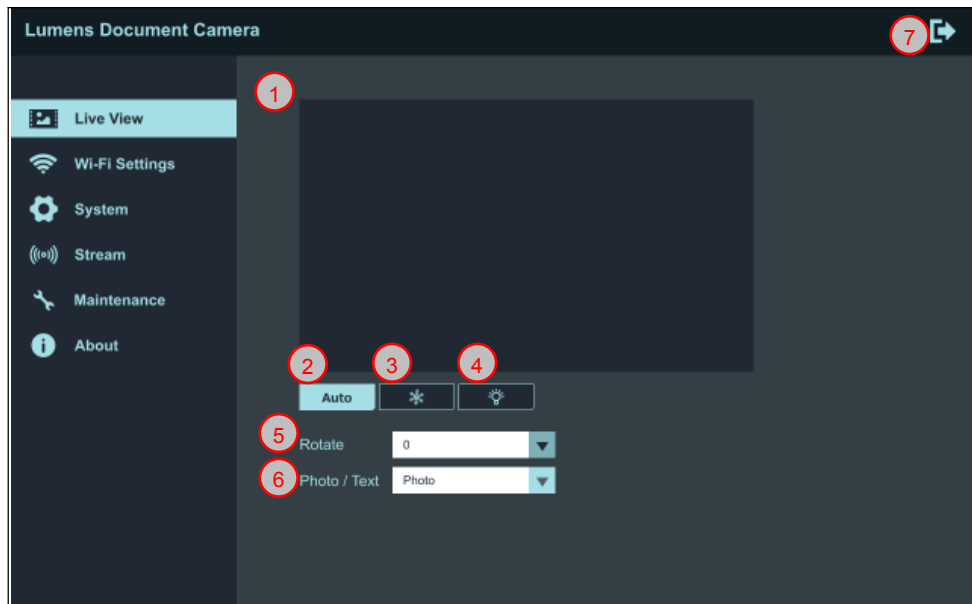 Lumens Document Camera
7
1
Live View
Wi-Fi Settings
System
Stream
Maintenance
About
2
3
4
Auto
5
Rotate
0
6
Photo / Text
Photo